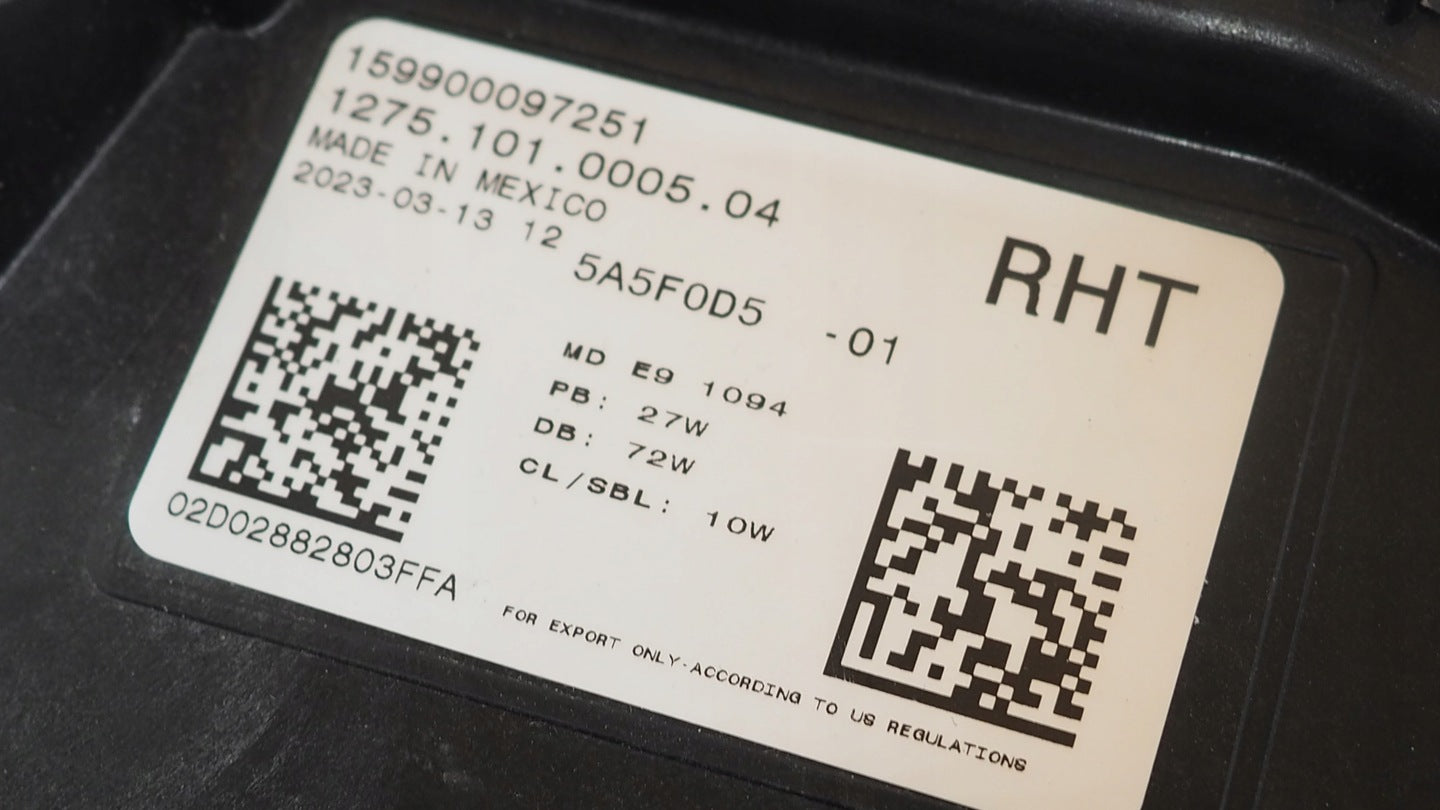 159900097251
1275.101.0005.04
MADE IN MEXICO
2023-03-13 12
RHT
5A5F0D5 -01
MD E9 1094
PB: 27W
DB: 72W
CL/SBL: 10W
02D02882803FFA
FOR EXPORT ONLY-ACCORDING TO US REGULATIONS